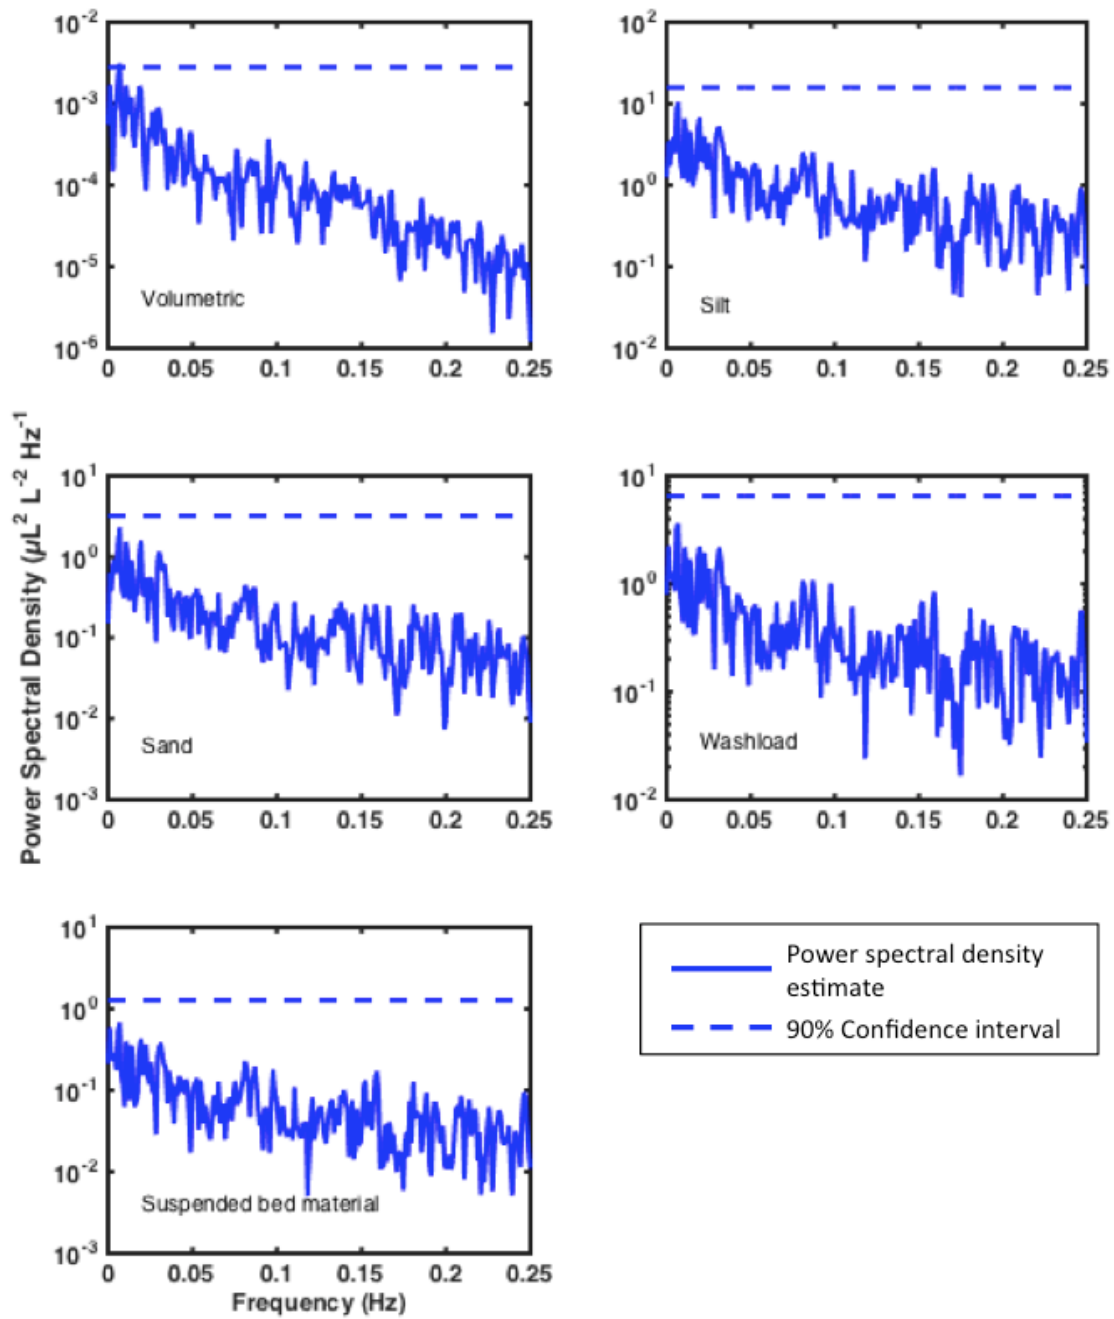 10^-2
10^-3
10^-4
10^-5
10^-6
Volumetric
0 0.05 0.1 0.15 0.2 0.25
10^2
10^1
10^0
10^-1
10^-2
Silt
0 0.05 0.1 0.15 0.2 0.25
Power Spectral Density (μL^2 L^-2 Hz^-1
10^1
10^0
10^-1
10^-2
10^-3
Sand
0 0.05 0.1 0.15 0.2 0.25
10^1
10^0
10^-1
10^-2
Washload
0 0.05 0.1 0.15 0.2 0.25
10^1
10^0
10^-1
10^-2
10^-3
Suspended bed material
0 0.05 0.1 0.15 0.2 0.25
Frequency (Hz)
Power spectral density
estimate
90% Confidence interval